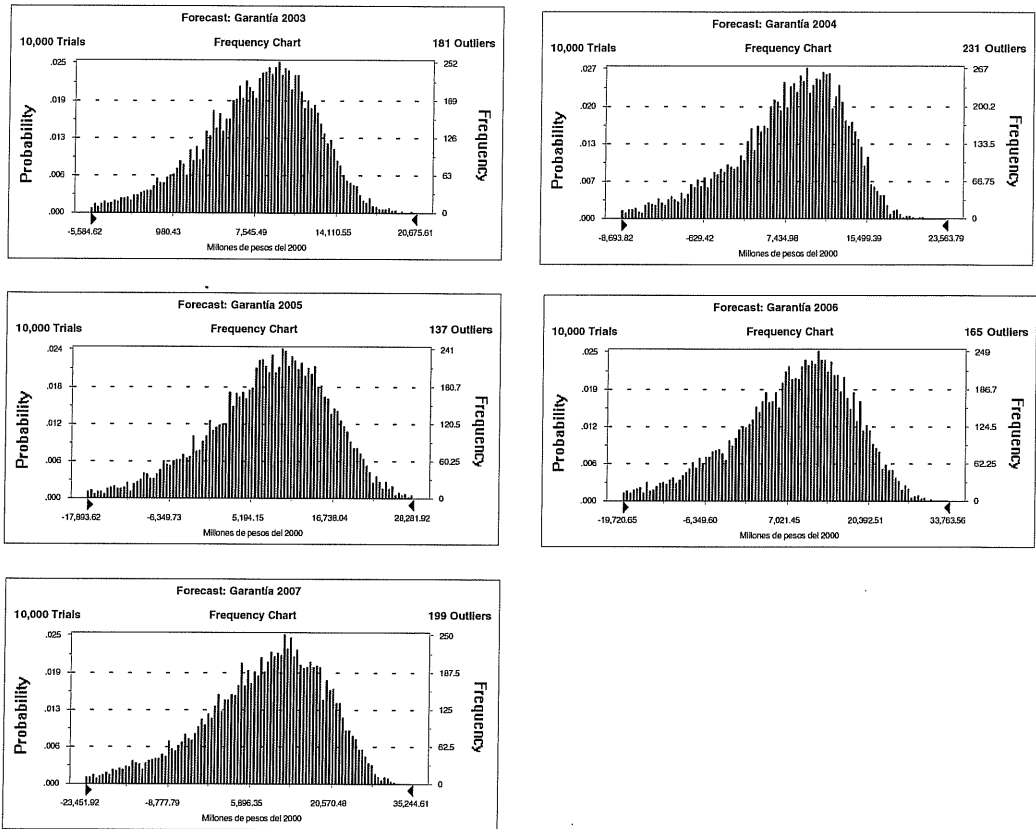 Forecast: Garantía 2003
10,000 Trials Frequency Chart 181 Outliers
.025 252
.019 189
.013 126
.006 63
.000 0
Probability
Frequency
-5,584.62 980.43 7,545.49 14,110.55 20,675.61
Millones de pesos del 2000
Forecast: Garantía 2004
10,000 Trials Frequency Chart 231 Outliers
.027 267
.020 200.2
.013 133.5
.007 66.75
.000 0
Probability
Frequency
-8,693.82 -629.42 7,434.98 15,499.39 23,563.79
Millones de pesos del 2000
Forecast: Garantía 2005
10,000 Trials Frequency Chart 137 Outliers
.024 241
.018 180.7
.012 120.5
.006 60.25
.000 0
Probability
Frequency
-17,893.62 -6,349.73 5,194.15 16,738.04 28,281.92
Millones de pesos del 2000
Forecast: Garantía 2006
10,000 Trials Frequency Chart 165 Outliers
.025 249
.019 186.7
.012 124.5
.006 62.25
.000 0
Probability
Frequency
-19,720.65 -6,349.60 7,021.45 20,392.51 33,763.56
Millones de pesos del 2000
Forecast: Garantía 2007
10,000 Trials Frequency Chart 199 Outliers
.025 250
.019 187.5
.013 125
.006 62.5
.000 0
Probability
Frequency
-23,451.92 -8,777.79 5,896.35 20,570.48 35,244.61
Millones de pesos del 2000